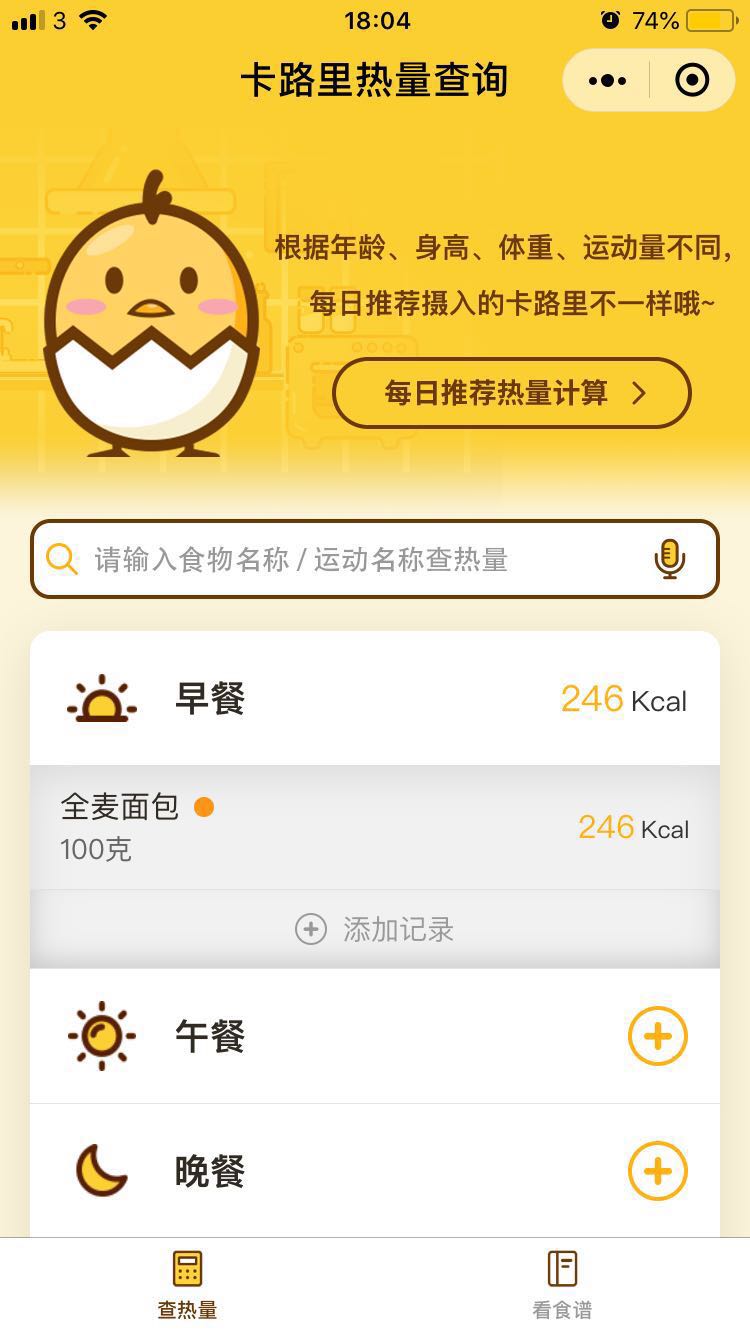 3
18:04
74%
卡路里热量查询
根据年龄、身高、体重、运动量不同,
每日推荐摄入的卡路里不一样哦~
每日推荐热量计算
请输入食物名称 / 运动名称查热量
早餐
246 Kcal
全麦面包
100克
246 Kcal
添加记录
午餐
晚餐
查热量
看食谱